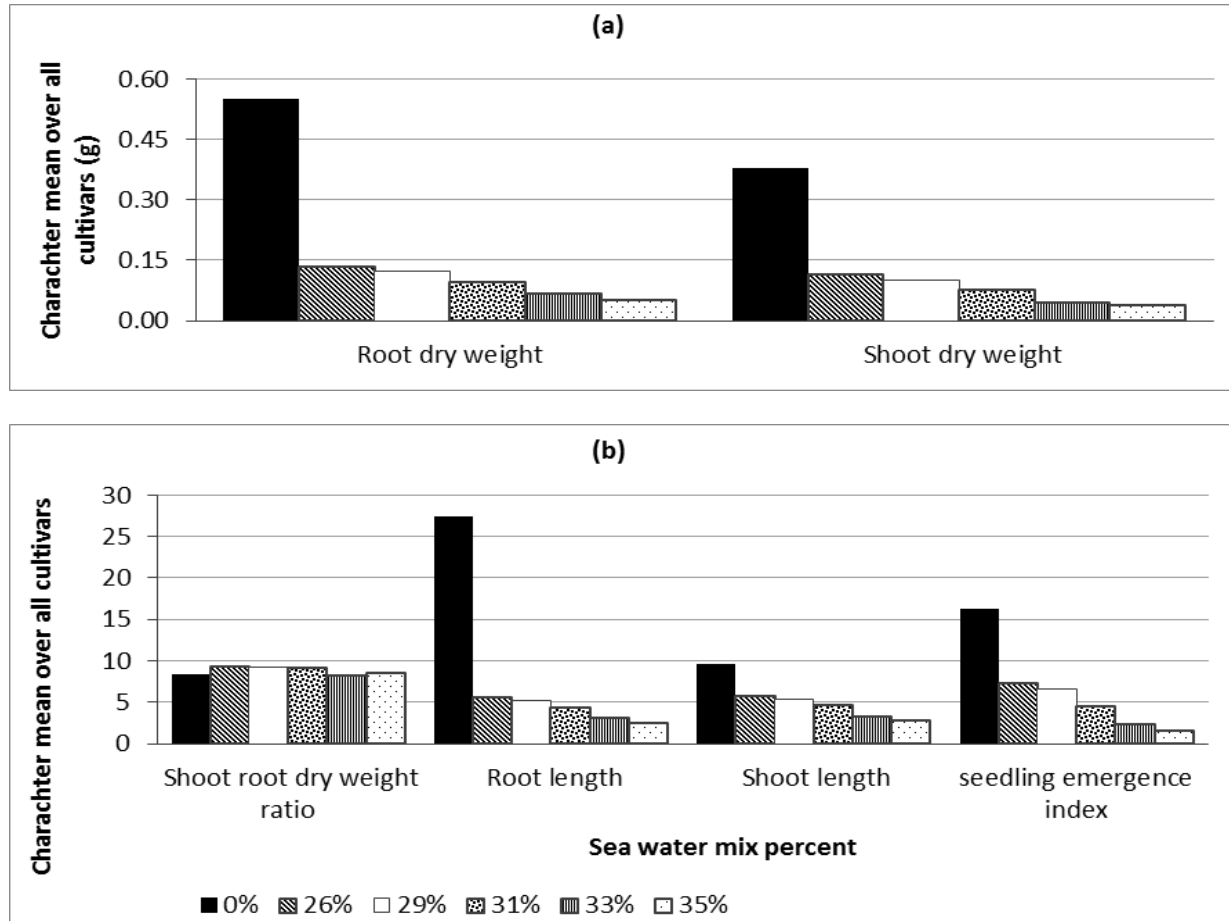 (a)
Charachter mean over all
cultivars (g)
0.60
0.45
0.30
0.15
0.00
Root dry weight
Shoot dry weight
(b)
Charachter mean over all cultivars
30
25
20
15
10
5
0
Shoot root dry weight
ratio
Root length
Shoot length
seedling emergence
index
Sea water mix percent
0% 26% 29% 31% 33% 35%